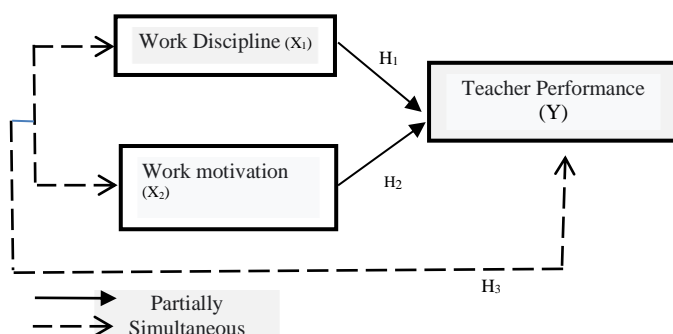 Work Discipline (X₁)
H₁
Teacher Performance
(Y)
Work motivation
(X₂)
H₂
H₃
Partially
Simultaneous